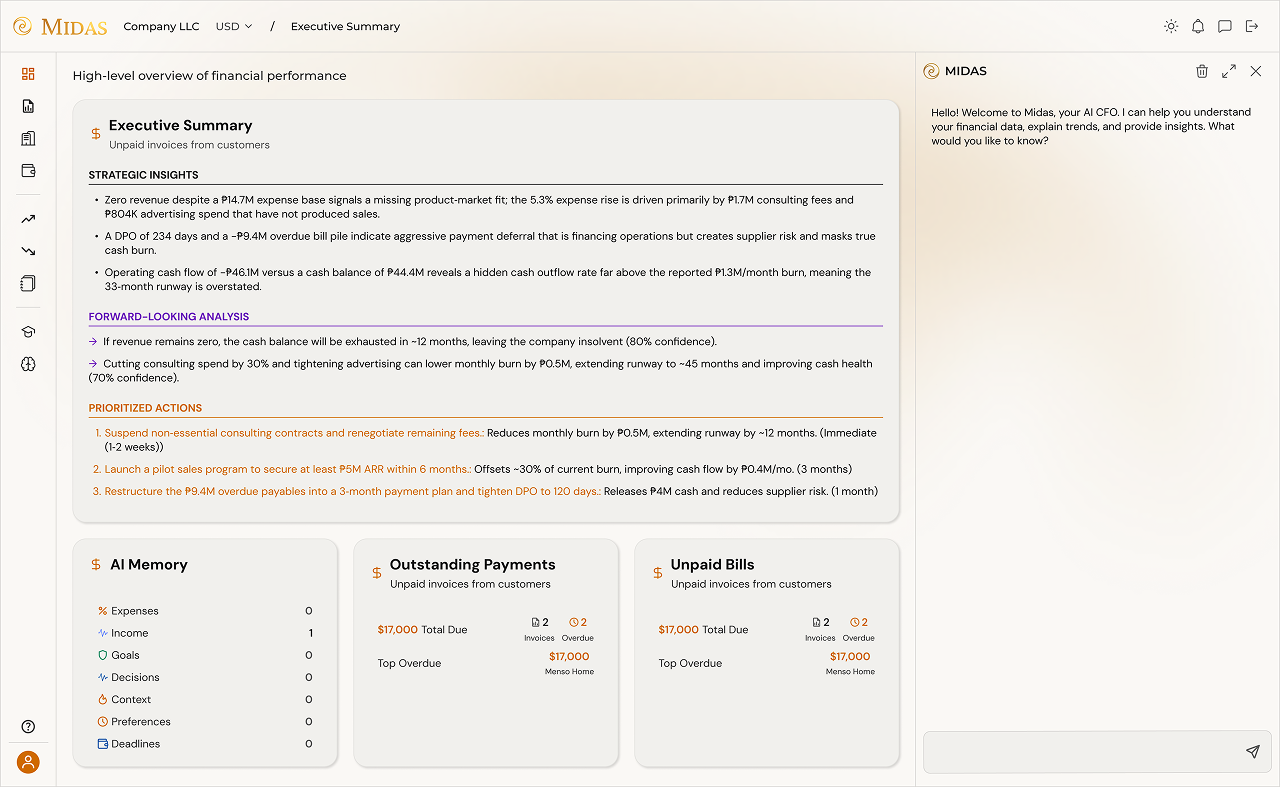 MIDAS Company LLC USD / Executive Summary
High-level overview of financial performance
Executive Summary
Unpaid invoices from customers
STRATEGIC INSIGHTS
• Zero revenue despite a ₱14.7M expense base signals a missing product-market fit; the 5.3% expense rise is driven primarily by ₱1.7M consulting fees and
₱804K advertising spend that have not produced sales.
• A DPO of 234 days and a -₱9.4M overdue bill pile indicate aggressive payment deferral that is financing operations but creates supplier risk and masks true
cash burn.
• Operating cash flow of -₱46.1M versus a cash balance of ₱44.4M reveals a hidden cash outflow rate far above the reported ₱1.3M/month burn, meaning the
33-month runway is overstated.
FORWARD-LOOKING ANALYSIS
→ If revenue remains zero, the cash balance will be exhausted in ~12 months, leaving the company insolvent (80% confidence).
→ Cutting consulting spend by 30% and tightening advertising can lower monthly burn by ₱0.5M, extending runway to ~45 months and improving cash health
(70% confidence).
PRIORITIZED ACTIONS
1. Suspend non-essential consulting contracts and renegotiate remaining fees.: Reduces monthly burn by ₱0.5M, extending runway by ~12 months. (Immediate
(1-2 weeks))
2. Launch a pilot sales program to secure at least ₱5M ARR within 6 months.: Offsets ~30% of current burn, improving cash flow by ₱0.4M/mo. (3 months)
3. Restructure the ₱9.4M overdue payables into a 3-month payment plan and tighten DPO to 120 days.: Releases ₱4M cash and reduces supplier risk. (1 month)
AI Memory
Expenses 0
Income 1
Goals 0
Decisions 0
Context 0
Preferences 0
Deadlines 0
Outstanding Payments
Unpaid invoices from customers
$17,000 Total Due
2 2
Invoices Overdue
Top Overdue
$17,000
Menso Home
Unpaid Bills
Unpaid invoices from customers
$17,000 Total Due
2 2
Invoices Overdue
Top Overdue
$17,000
Menso Home
MIDAS
Hello! Welcome to Midas, your AI CFO. I can help you understand
your financial data, explain trends, and provide insights. What
would you like to know?